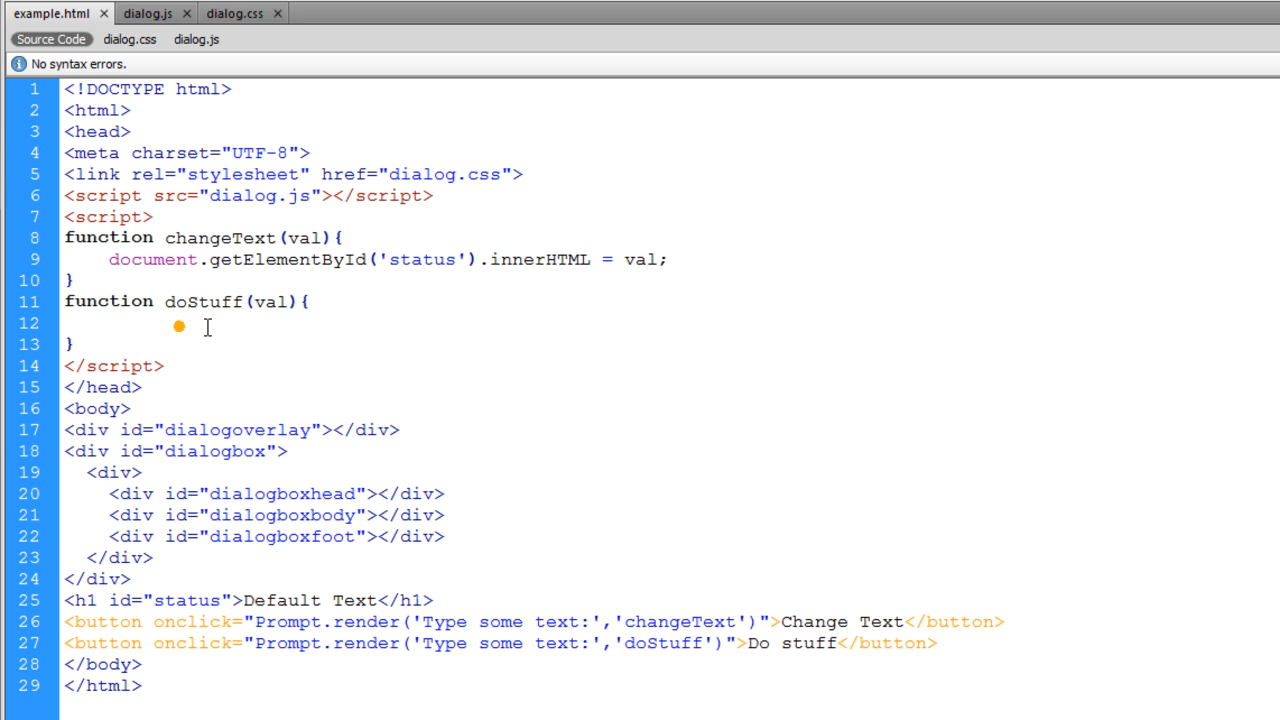 example.html × dialog.js × dialog.css ×
Source Code dialog.css dialog.js
No syntax errors.
1 <!DOCTYPE html>
2 <html>
3 <head>
4 <meta charset="UTF-8">
5 <link rel="stylesheet" href="dialog.css">
6 <script src="dialog.js"></script>
7 <script>
8 function changeText(val){
9     document.getElementById('status').innerHTML = val;
10 }
11 function doStuff(val){
12
13 }
14 </script>
15 </head>
16 <body>
17 <div id="dialogoverlay"></div>
18 <div id="dialogbox">
19   <div>
20     <div id="dialogboxhead"></div>
21     <div id="dialogboxbody"></div>
22     <div id="dialogboxfoot"></div>
23   </div>
24 </div>
25 <h1 id="status">Default Text</h1>
26 <button onclick="Prompt.render('Type some text:','changeText')">Change Text</button>
27 <button onclick="Prompt.render('Type some text:','doStuff')">Do stuff</button>
28 </body>
29 </html>